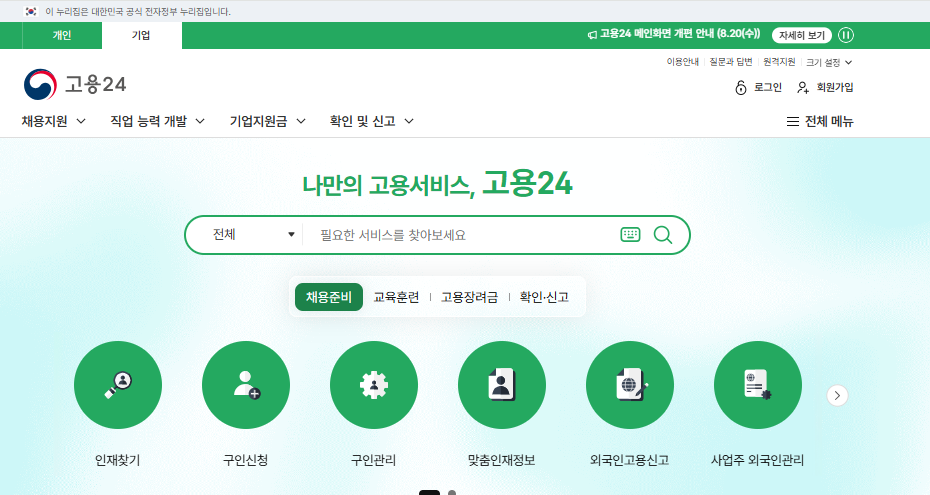 이 누리집은 대한민국 공식 전자정부 누리집입니다.
개인 기업 고용24 메인화면 개편 안내 (8.20(수)) 자세히 보기
이용안내 질문과 답변 원격지원 크기 설정
고용24 로그인 회원가입
채용지원 직업 능력 개발 기업지원금 확인 및 신고 전체 메뉴
나만의 고용서비스, 고용24
전체 필요한 서비스를 찾아보세요
채용준비 교육훈련 고용장려금 확인·신고
인재찾기 구인신청 구인관리 맞춤인재정보 외국인고용신고 사업주 외국인관리